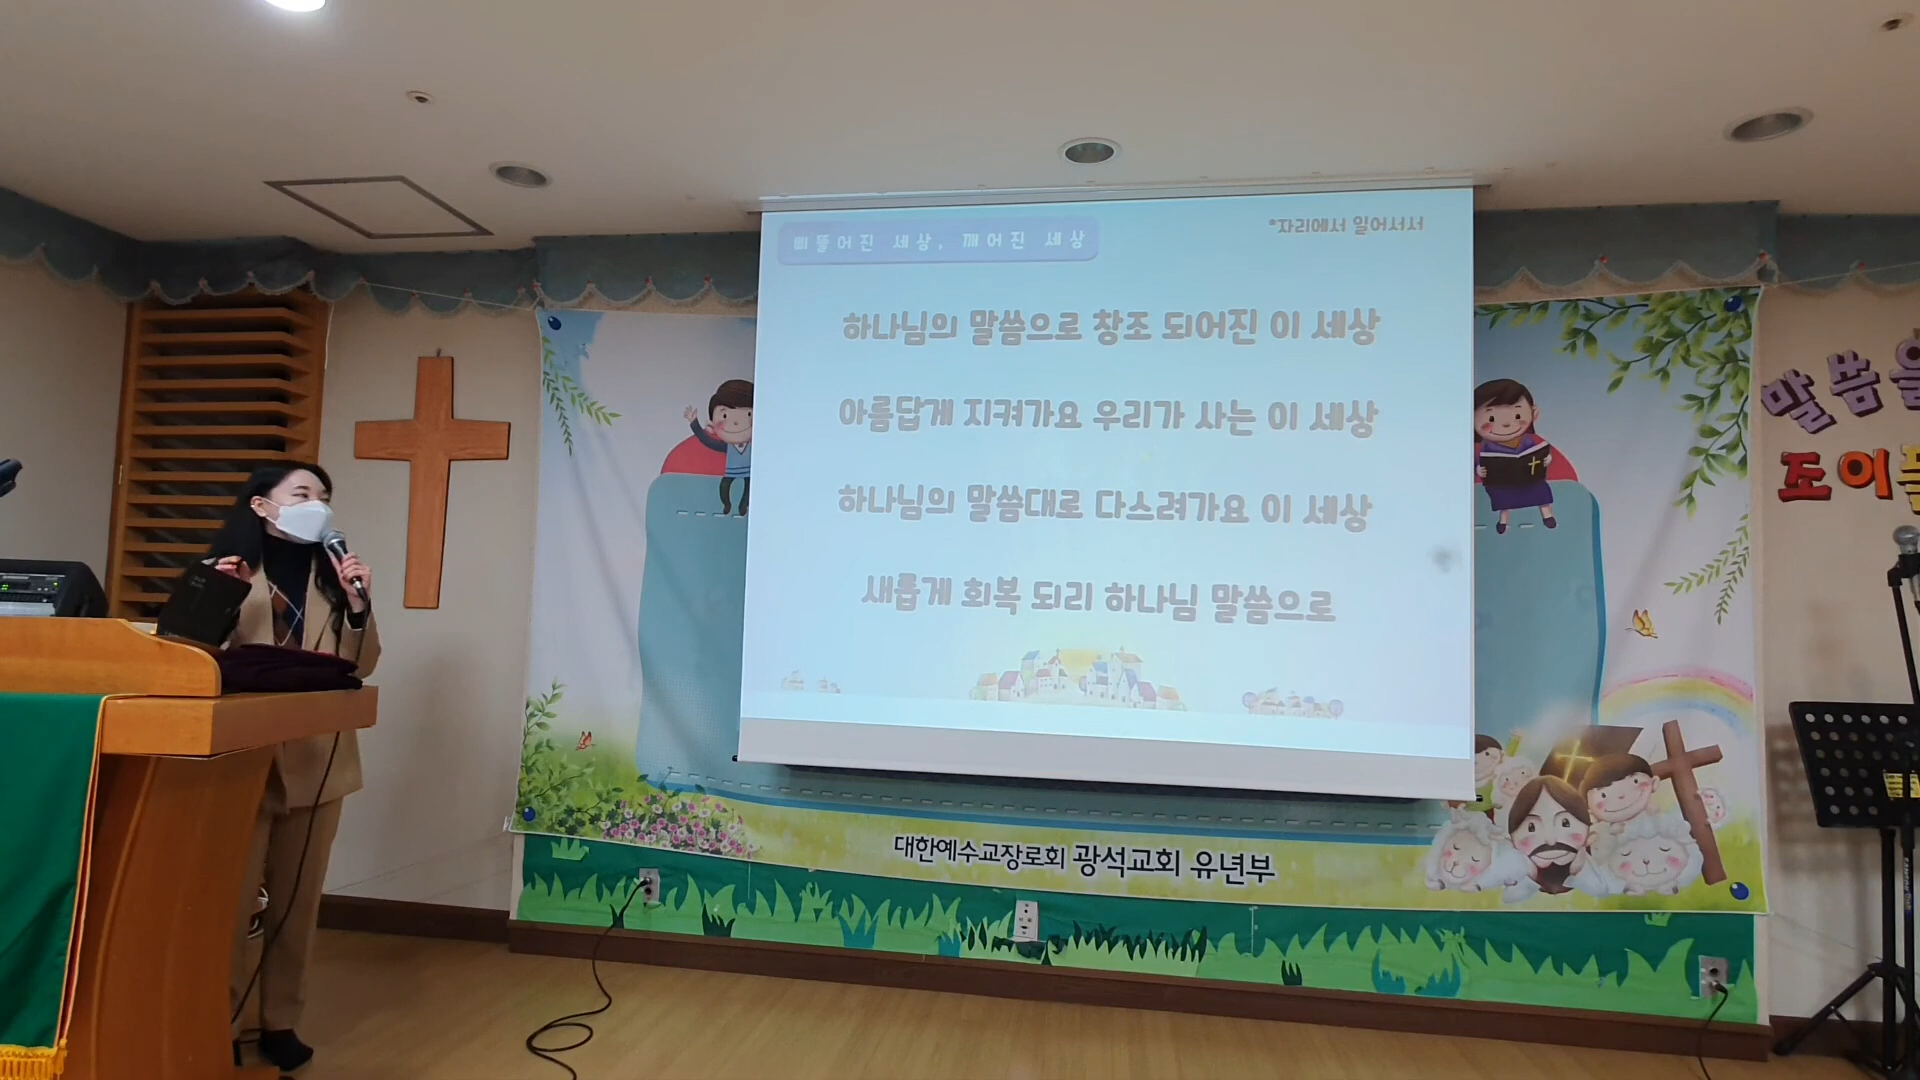 삐뚤어진 세상, 깨어진 세상
*자리에서 일어서서
하나님의 말씀으로 창조 되어진 이 세상
아름답게 지켜가요 우리가 사는 이 세상
하나님의 말씀대로 다스려가요 이 세상
새롭게 회복 되리 하나님 말씀으로
대한예수교장로회 광석교회 유년부
말씀을
조이